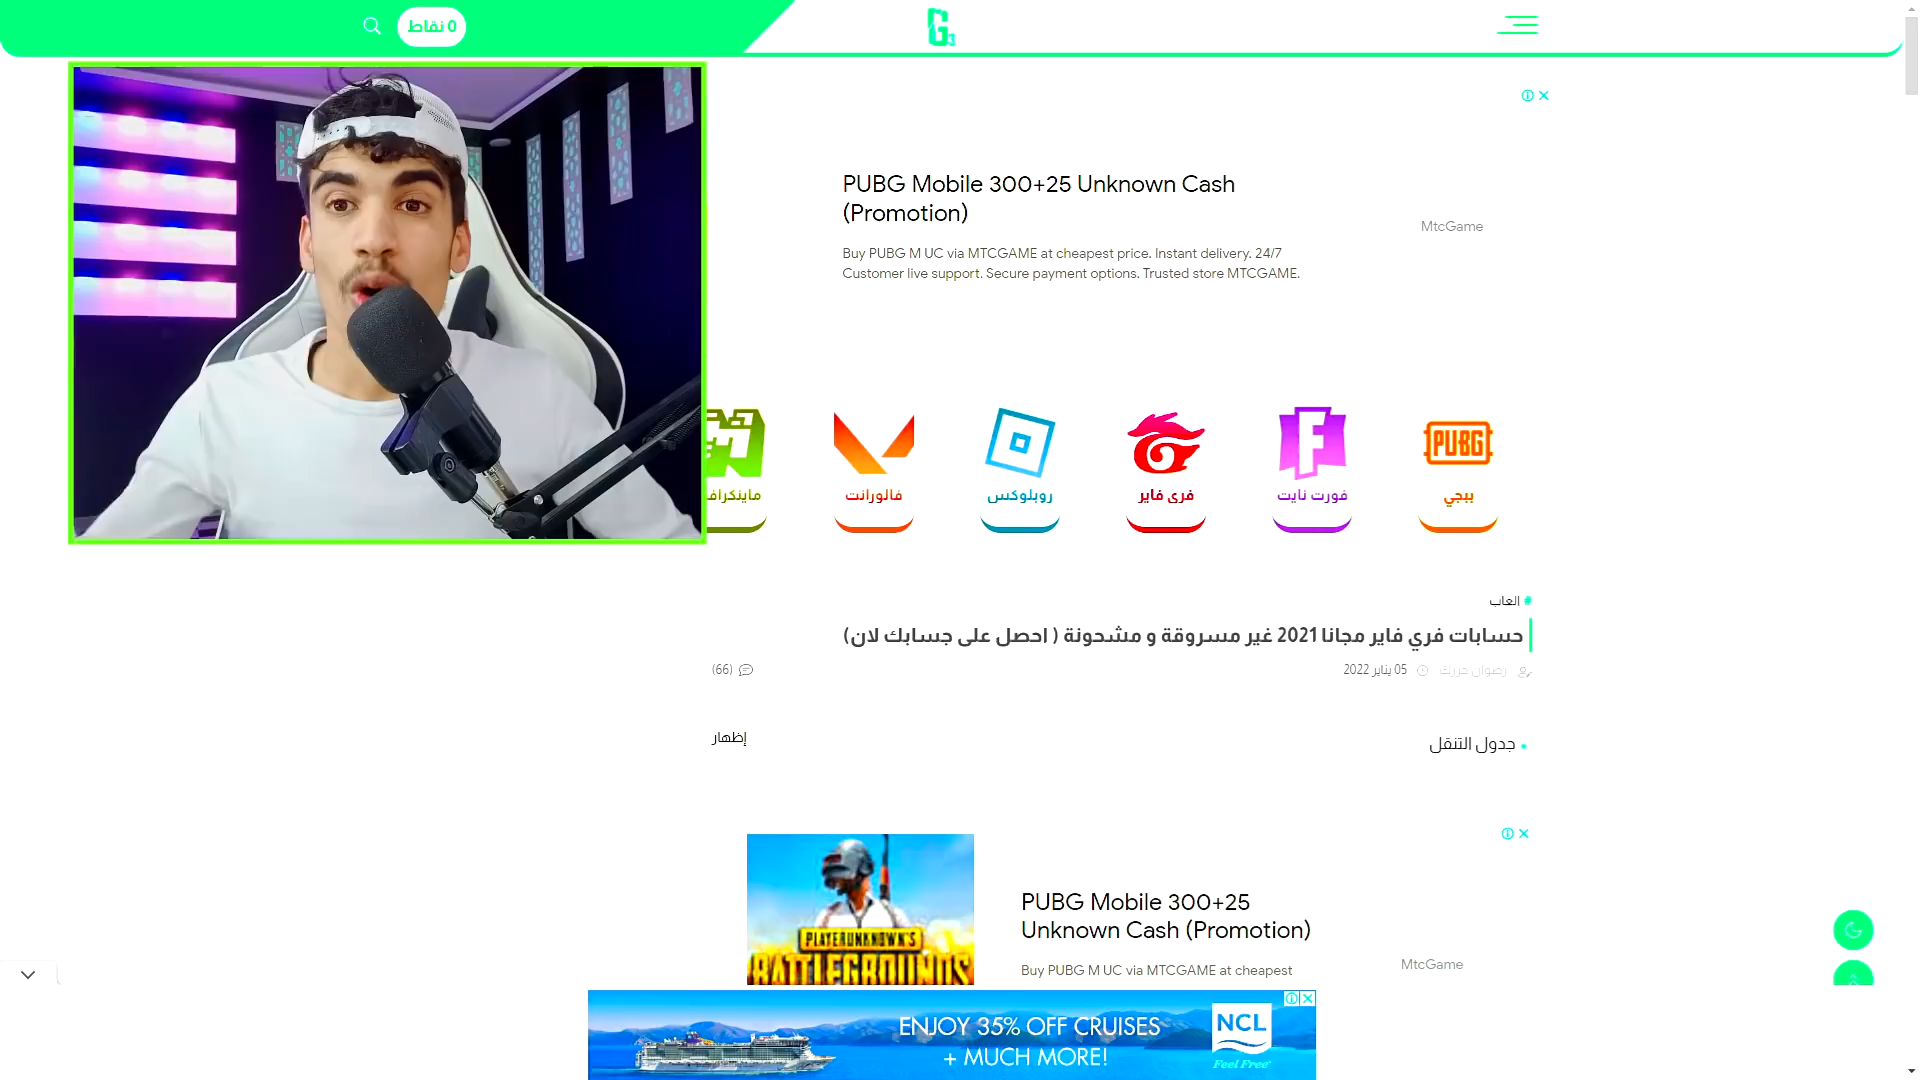 0 نقاط
G3
PUBG Mobile 300+25 Unknown Cash
(Promotion)
MtcGame
Buy PUBG M UC via MTCGAME at cheapest price. Instant delivery. 24/7
Customer live support. Secure payment options. Trusted store MTCGAME.
PUBG
ببجي
فورت نايت
فري فاير
روبلوكس
فالورانت
ماينكراف
# العاب
حسابات فري فاير مجانا 2021 غير مسروقة و مشحونة ( احصل على جسابك لان)
رضوان حزرك
05 يناير 2022
(66)
جدول التنقل
إظهار
PLAYERUNKNOWN'S
BATTLEGROUNDS
PUBG Mobile 300+25
Unknown Cash (Promotion)
MtcGame
Buy PUBG M UC via MTCGAME at cheapest
ENJOY 35% OFF CRUISES
+ MUCH MORE!
NCL
Feel Free